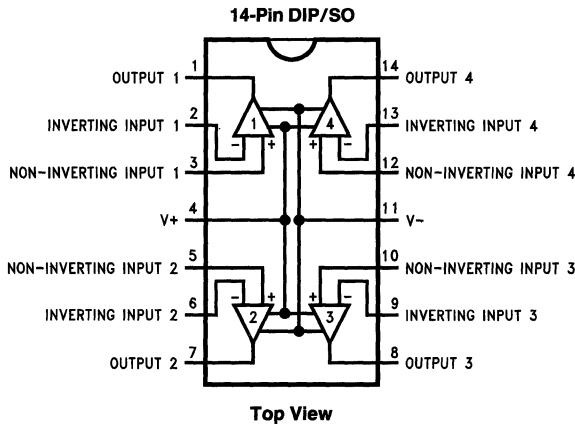 14-Pin DIP/SO
1 14
OUTPUT 1 OUTPUT 4
2 13
INVERTING INPUT 1 1 4 INVERTING INPUT 4
− + + −
3 12
NON-INVERTING INPUT 1 NON-INVERTING INPUT 4
4 11
V+ V−
5 10
NON-INVERTING INPUT 2 NON-INVERTING INPUT 3
− + + −
6 9
INVERTING INPUT 2 2 3 INVERTING INPUT 3
7 8
OUTPUT 2 OUTPUT 3
Top View